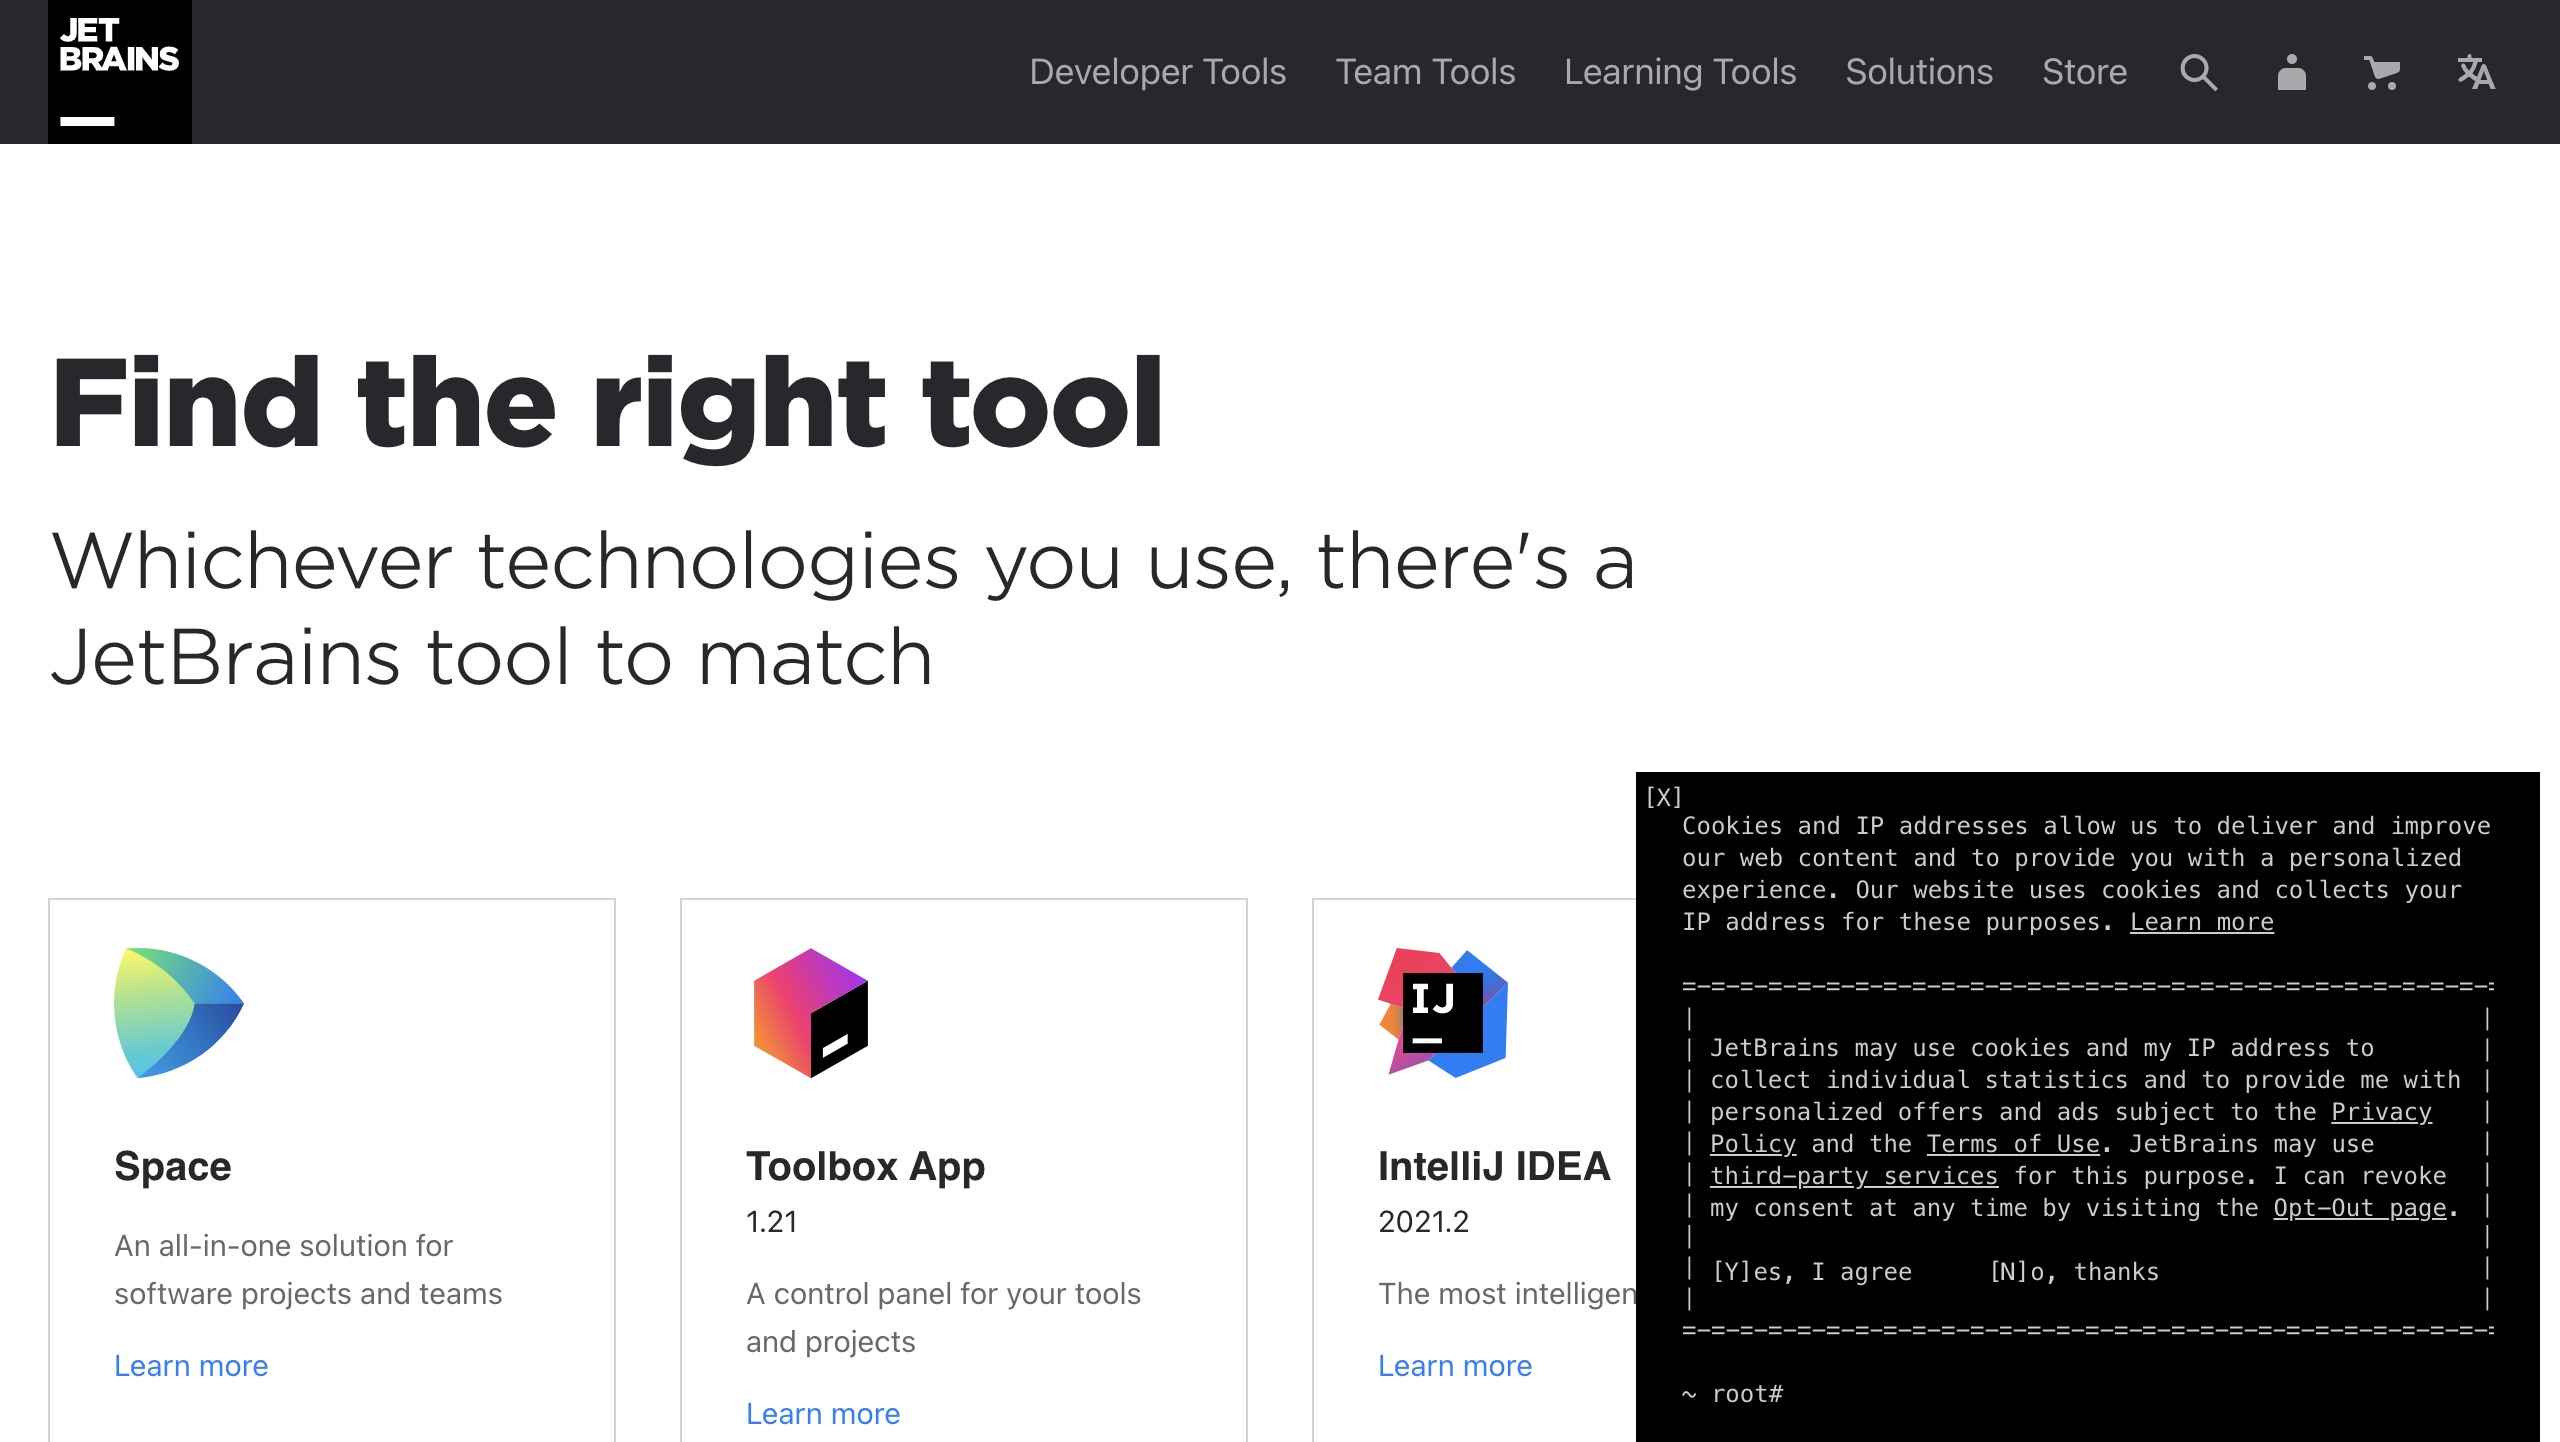 JET
BRAINS
Developer Tools
Team Tools
Learning Tools
Solutions
Store
Find the right tool
Whichever technologies you use, there's a
JetBrains tool to match
Space
An all-in-one solution for
software projects and teams
Learn more
Toolbox App
1.21
A control panel for your tools
and projects
Learn more
IJ
IntelliJ IDEA
2021.2
The most intelligen
Learn more
[X]
Cookies and IP addresses allow us to deliver and improve
our web content and to provide you with a personalized
experience. Our website uses cookies and collects your
IP address for these purposes. Learn more
JetBrains may use cookies and my IP address to
collect individual statistics and to provide me with
personalized offers and ads subject to the Privacy
Policy and the Terms of Use. JetBrains may use
third-party services for this purpose. I can revoke
my consent at any time by visiting the Opt-Out page.
[Y]es, I agree [N]o, thanks
~ root#